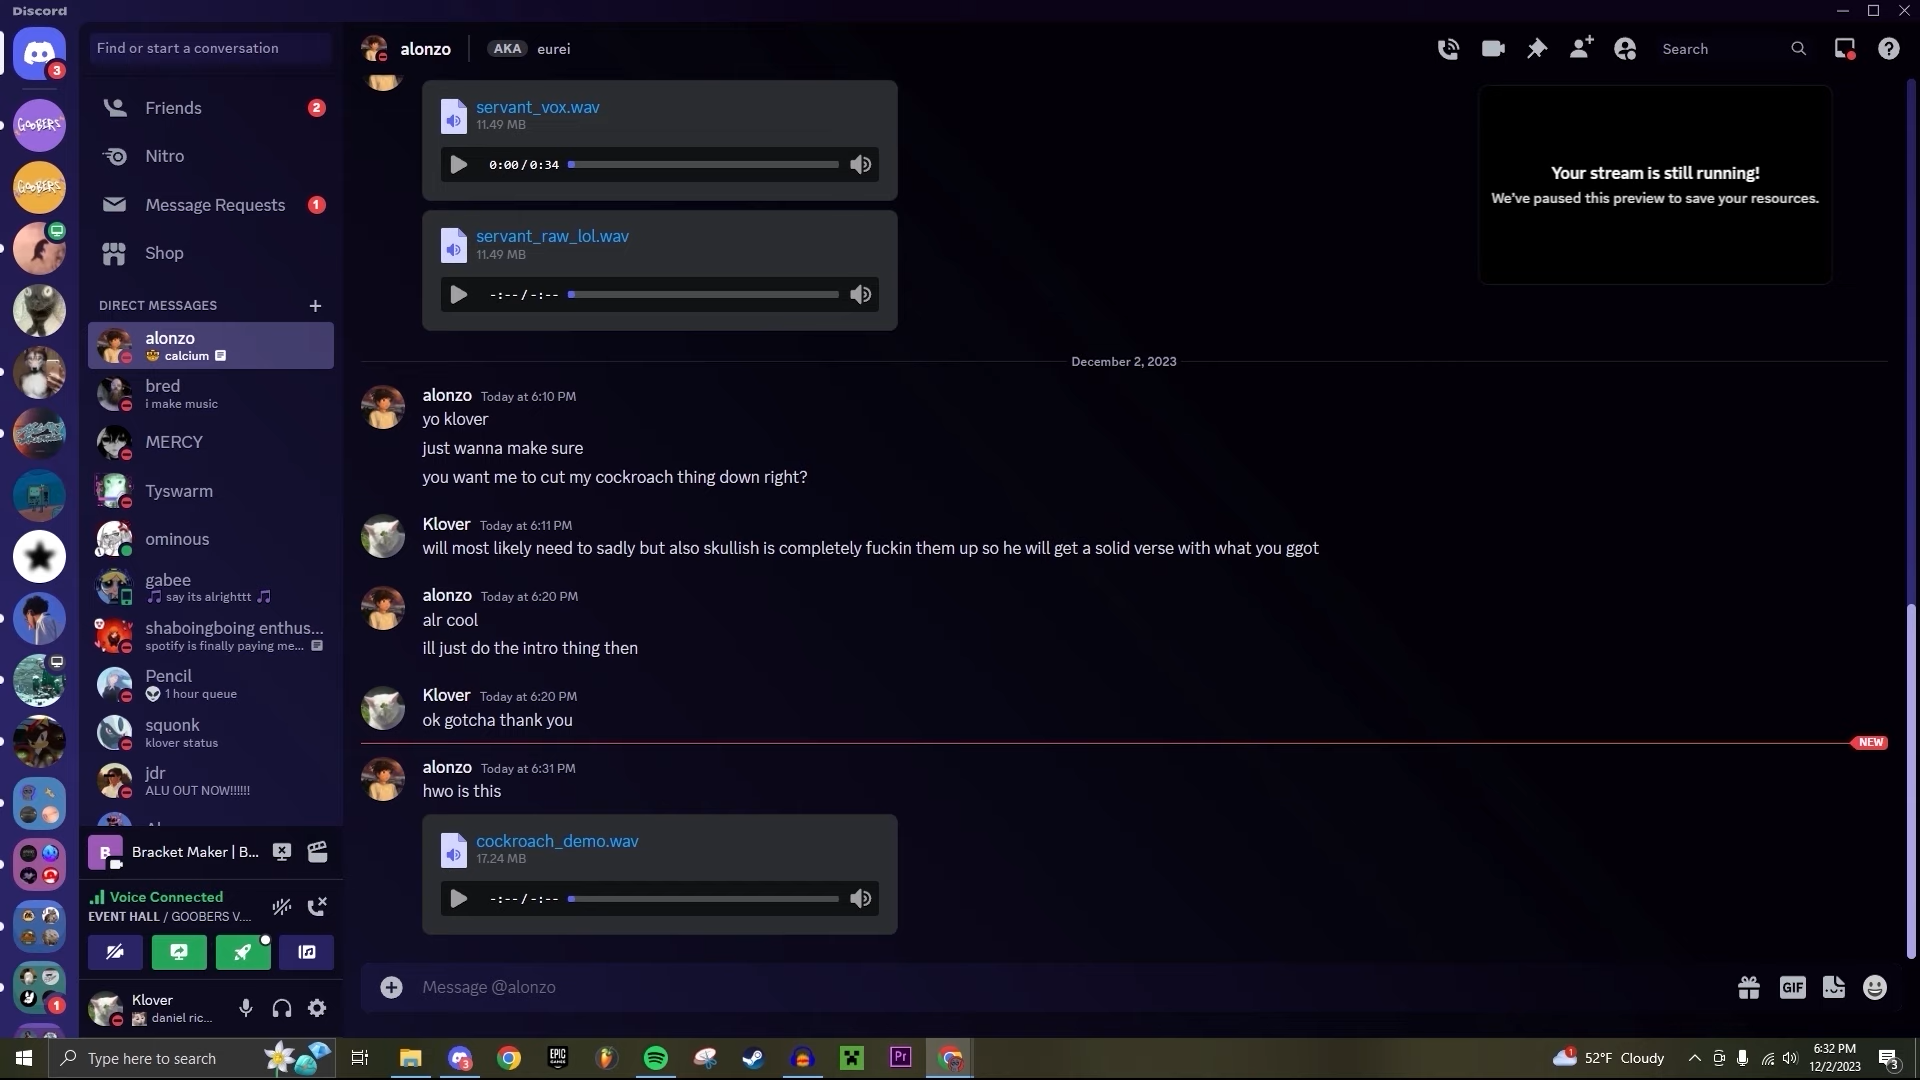 Discord
Find or start a conversation
3
GOOBERS
GOOBERS
Friends
2
Nitro
Message Requests
1
Shop
DIRECT MESSAGES
alonzo
calcium
bred
i make music
MERCY
Tyswarm
ominous
gabee
say its alrighttt
shaboingboing enthus...
spotify is finally paying me...
Pencil
1 hour queue
squonk
klover status
jdr
ALU OUT NOW!!!!!!
B
Bracket Maker | B...
Voice Connected
EVENT HALL / GOOBERS V....
1
Klover
daniel ric...
alonzo
AKA
eurei
Search
servant_vox.wav
11.49 MB
0:00 / 0:34
servant_raw_lol.wav
11.49 MB
-:-- / -:--
Your stream is still running!
We've paused this preview to save your resources.
December 2, 2023
alonzo Today at 6:10 PM
yo klover
just wanna make sure
you want me to cut my cockroach thing down right?
Klover Today at 6:11 PM
will most likely need to sadly but also skullish is completely fuckin them up so he will get a solid verse with what you ggot
alonzo Today at 6:20 PM
alr cool
ill just do the intro thing then
Klover Today at 6:20 PM
ok gotcha thank you
NEW
alonzo Today at 6:31 PM
hwo is this
cockroach_demo.wav
17.24 MB
-:-- / -:--
Message @alonzo
GIF
Type here to search
3
EPIC GAMES
Pr
1
52°F Cloudy
6:32 PM
12/2/2023
3